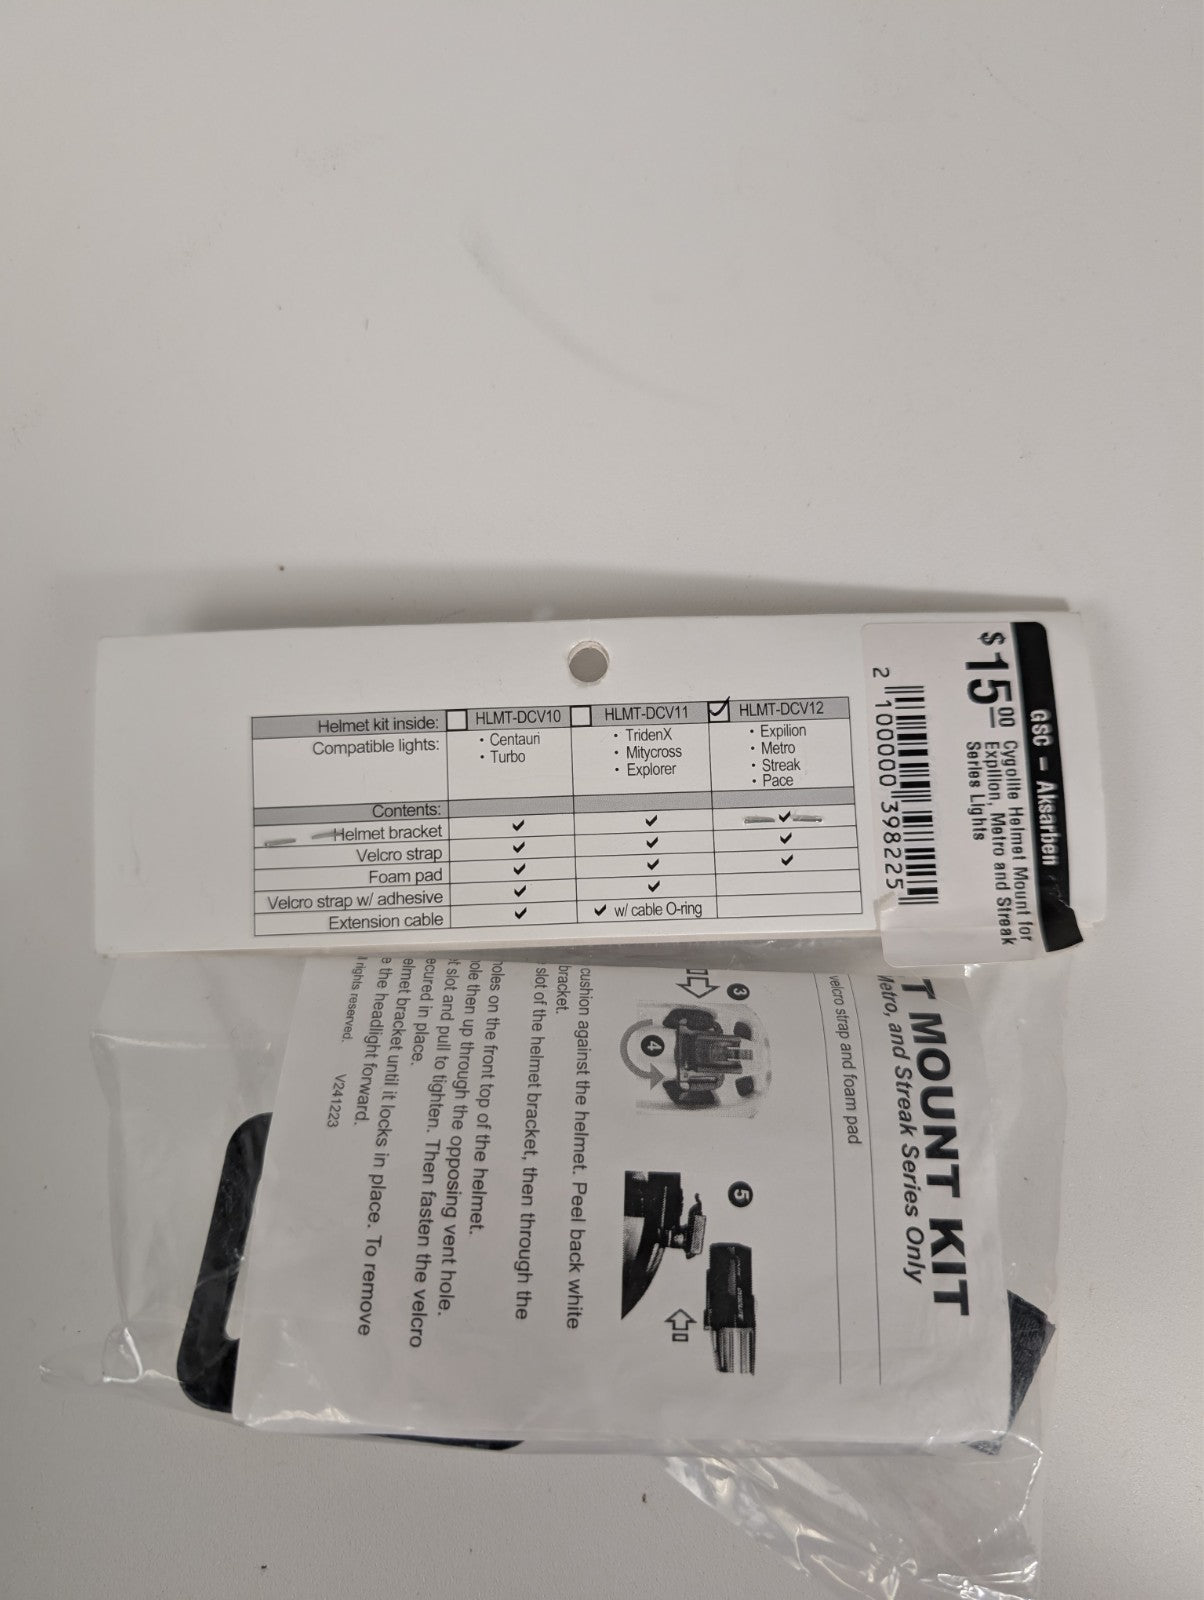 Helmet kit inside: HLMT-DCV10 HLMT-DCV11 HLMT-DCV12
Compatible lights: • Centauri • TridenX • Expilion
• Turbo • Mitycross • Metro
• Explorer • Streak
• Pace
Contents:
Helmet bracket ✓ ✓ ✓
Velcro strap ✓ ✓ ✓
Foam pad ✓ ✓ ✓
Velcro strap w/ adhesive ✓ ✓
Extension cable ✓ ✓ w/ cable O-ring
GSC - Aksarben
$15.00
Cygolite Helmet Mount for
Expilion, Metro and Streak
Series Lights
2 100000 398225
T MOUNT KIT
Metro, and Streak Series Only
velcro strap and foam pad
3
4
5
cushion against the helmet. Peel back white
bracket.
slot of the helmet bracket, then through the
holes on the front top of the helmet.
ole then up through the opposing vent hole.
t slot and pull to tighten. Then fasten the velcro
ecured in place.
elmet bracket until it locks in place. To remove
e the headlight forward.
l rights reserved. V241223